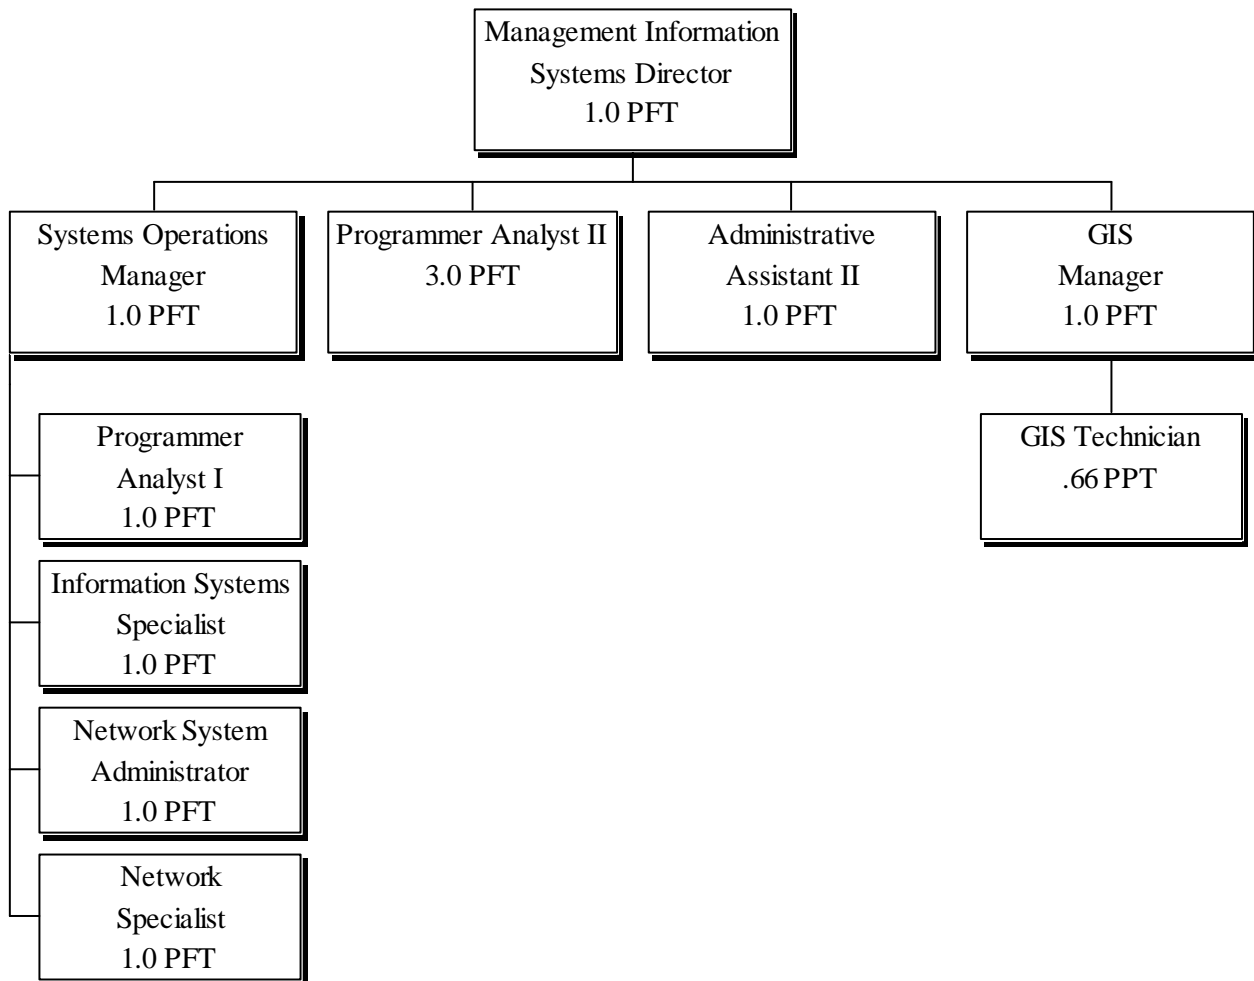 Management Information
Systems Director
1.0 PFT
Systems Operations
Manager
1.0 PFT
Programmer Analyst II
3.0 PFT
Administrative
Assistant II
1.0 PFT
GIS
Manager
1.0 PFT
Programmer
Analyst I
1.0 PFT
GIS Technician
.66 PPT
Information Systems
Specialist
1.0 PFT
Network System
Administrator
1.0 PFT
Network
Specialist
1.0 PFT